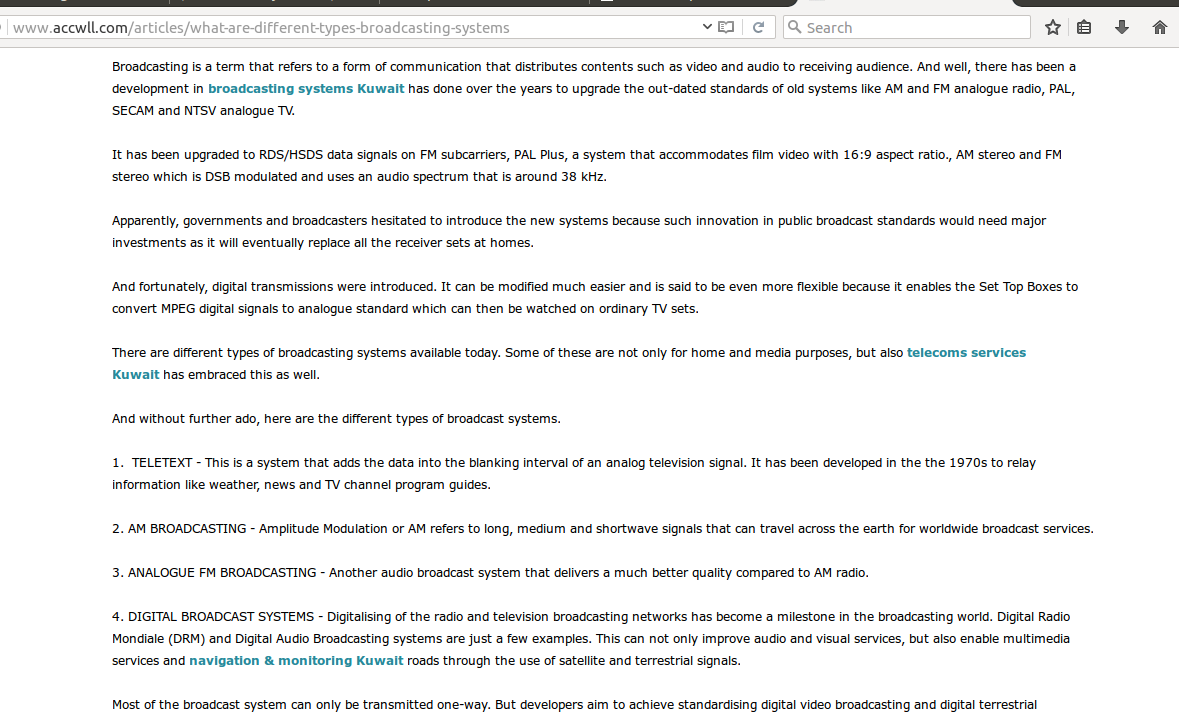 www.accwll.com/articles/what-are-different-types-broadcasting-systems
Search
Broadcasting is a term that refers to a form of communication that distributes contents such as video and audio to receiving audience. And well, there has been a
development in broadcasting systems Kuwait has done over the years to upgrade the out-dated standards of old systems like AM and FM analogue radio, PAL,
SECAM and NTSV analogue TV.
It has been upgraded to RDS/HSDS data signals on FM subcarriers, PAL Plus, a system that accommodates film video with 16:9 aspect ratio., AM stereo and FM
stereo which is DSB modulated and uses an audio spectrum that is around 38 kHz.
Apparently, governments and broadcasters hesitated to introduce the new systems because such innovation in public broadcast standards would need major
investments as it will eventually replace all the receiver sets at homes.
And fortunately, digital transmissions were introduced. It can be modified much easier and is said to be even more flexible because it enables the Set Top Boxes to
convert MPEG digital signals to analogue standard which can then be watched on ordinary TV sets.
There are different types of broadcasting systems available today. Some of these are not only for home and media purposes, but also telecoms services
Kuwait has embraced this as well.
And without further ado, here are the different types of broadcast systems.
1.  TELETEXT - This is a system that adds the data into the blanking interval of an analog television signal. It has been developed in the the 1970s to relay
information like weather, news and TV channel program guides.
2. AM BROADCASTING - Amplitude Modulation or AM refers to long, medium and shortwave signals that can travel across the earth for worldwide broadcast services.
3. ANALOGUE FM BROADCASTING - Another audio broadcast system that delivers a much better quality compared to AM radio.
4. DIGITAL BROADCAST SYSTEMS - Digitalising of the radio and television broadcasting networks has become a milestone in the broadcasting world. Digital Radio
Mondiale (DRM) and Digital Audio Broadcasting systems are just a few examples. This can not only improve audio and visual services, but also enable multimedia
services and navigation & monitoring Kuwait roads through the use of satellite and terrestrial signals.
Most of the broadcast system can only be transmitted one-way. But developers aim to achieve standardising digital video broadcasting and digital terrestrial